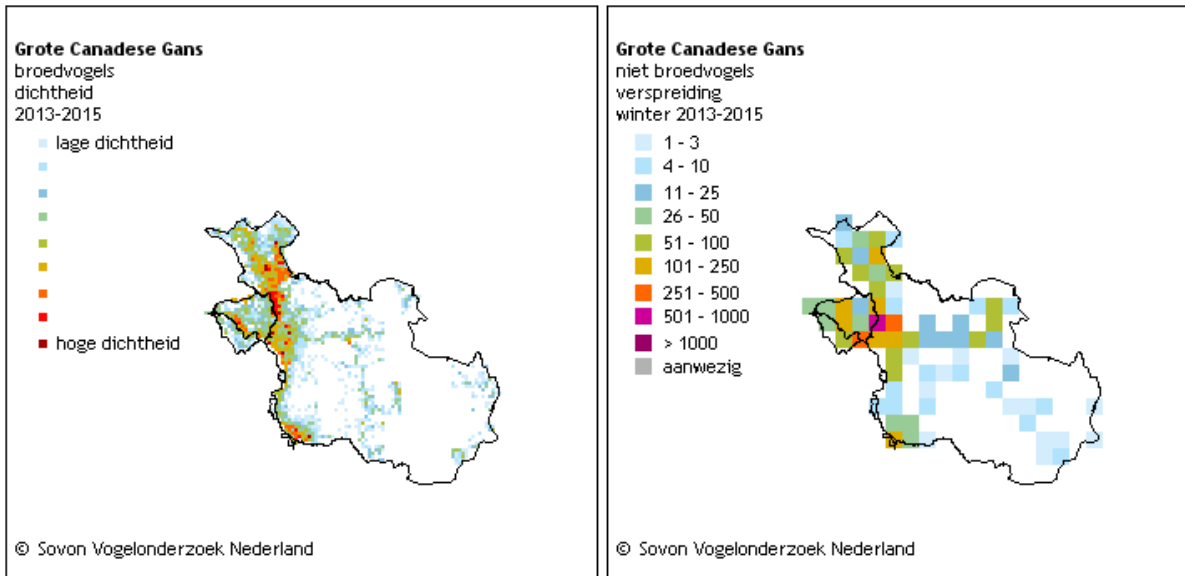 Grote Canadese Gans
broedvogels
dichtheid
2013-2015
lage dichtheid
hoge dichtheid
© Sovon Vogelonderzoek Nederland
Grote Canadese Gans
niet broedvogels
verspreiding
winter 2013-2015
1 - 3
4 - 10
11 - 25
26 - 50
51 - 100
101 - 250
251 - 500
501 - 1000
> 1000
aanwezig
© Sovon Vogelonderzoek Nederland